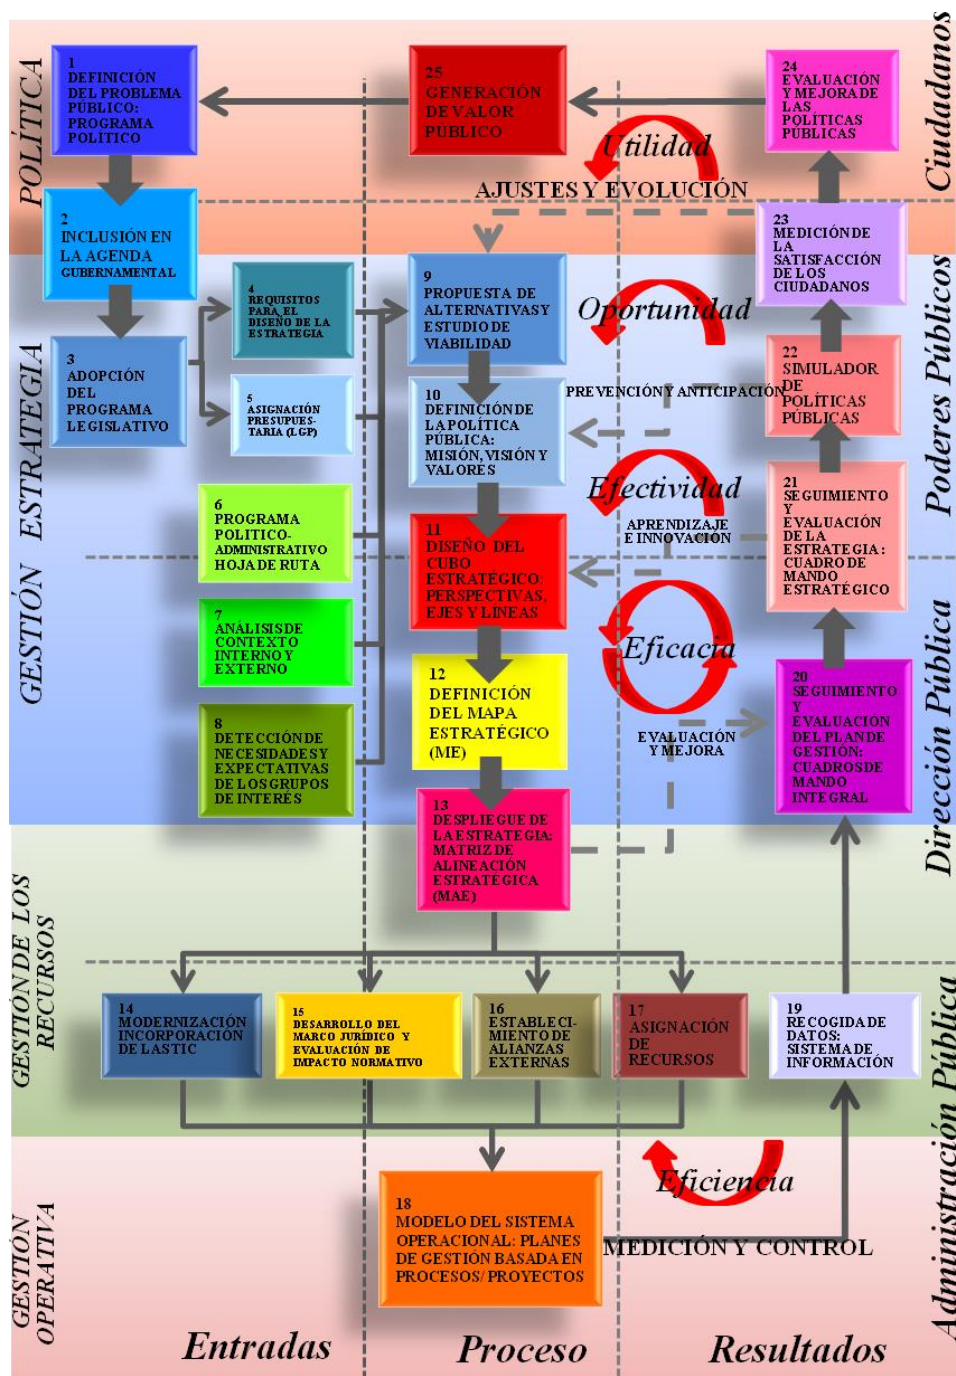 POLÍTICA
GESTIÓN ESTRATEGIA
GESTIÓN DE LOS
RECURSOS
GESTIÓN
OPERATIVA
1
DEFINICIÓN
DEL PROBLEMA
PÚBLICO:
PROGRAMA
POLITICO
25
GENERACIÓN
DE VALOR
PÚBLICO
24
EVALUACIÓN
Y MEJORA DE
LAS
POLÍTICAS
PÚBLICAS
Utilidad
AJUSTES Y EVOLUCIÓN
2
INCLUSIÓN EN
LA AGENDA
GUBERNAMENTAL
23
MEDICIÓN DE
LA
SATISFACCIÓN
DE LOS
CIUDADANOS
3
ADOPCIÓN
DEL
PROGRAMA
LEGISLATIVO
4
REQUISITOS
PARA EL
DISEÑO DE LA
ESTRATEGIA
9
PROPUESTA DE
ALTERNATIVAS Y
ESTUDIO DE
VIABILIDAD
Oportunidad
22
SIMULADOR
DE
POLÍTICAS
PÚBLICAS
PREVENCIÓN Y ANTICIPACIÓN
5
ASIGNACIÓN
PRESUPUES-
TARIA (LGP)
10
DEFINICIÓN DE
LA POLÍTICA
PÚBLICA:
MISIÓN, VISIÓN Y
VALORES
Efectividad
APRENDIZAJE
E INNOVACIÓN
21
SEGUIMIENTO
Y
EVALUACIÓN
DE LA
ESTRATEGIA:
CUADRO DE
MANDO
ESTRATÉGICO
6
PROGRAMA
POLITICO-
ADMINISTRATIVO
HOJA DE RUTA
11
DISEÑO DEL
CUBO
ESTRATÉGICO:
PERSPECTIVAS,
EJES Y LINEAS
7
ANÁLISIS DE
CONTEXTO
INTERNO Y
EXTERNO
12
DEFINICIÓN
DEL MAPA
ESTRATÉGICO
(ME)
Eficacia
EVALUACIÓN
Y MEJORA
20
SEGUIMIENTO
Y
EVALUACIÓN
DEL PLAN DE
GESTIÓN:
CUADROS DE
MANDO
INTEGRAL
8
DETECCIÓN DE
NECESIDADES Y
EXPECTATIVAS
DE LOS GRUPOS
DE INTERÉS
13
DESPLIEGUE DE
LA ESTRATEGIA:
MATRIZ DE
ALINEACIÓN
ESTRATÉGICA
(MAE)
14
MODERNIZACIÓN
INCORPORACIÓN
DE LAS TIC
15
DESARROLLO DEL
MARCO JURÍDICO Y
EVALUACIÓN DE
IMPACTO NORMATIVO
16
ESTABLECI-
MIENTO DE
ALIANZAS
EXTERNAS
17
ASIGNACIÓN
DE
RECURSOS
19
RECOGIDA DE
DATOS:
SISTEMA DE
INFORMACIÓN
Eficiencia
18
MODELO DEL SISTEMA
OPERACIONAL: PLANES
DE GESTIÓN BASADA EN
PROCESOS/ PROYECTOS
MEDICIÓN Y CONTROL
Entradas
Proceso
Resultados
Ciudadanos
Poderes Públicos
Dirección Pública
Administración Pública